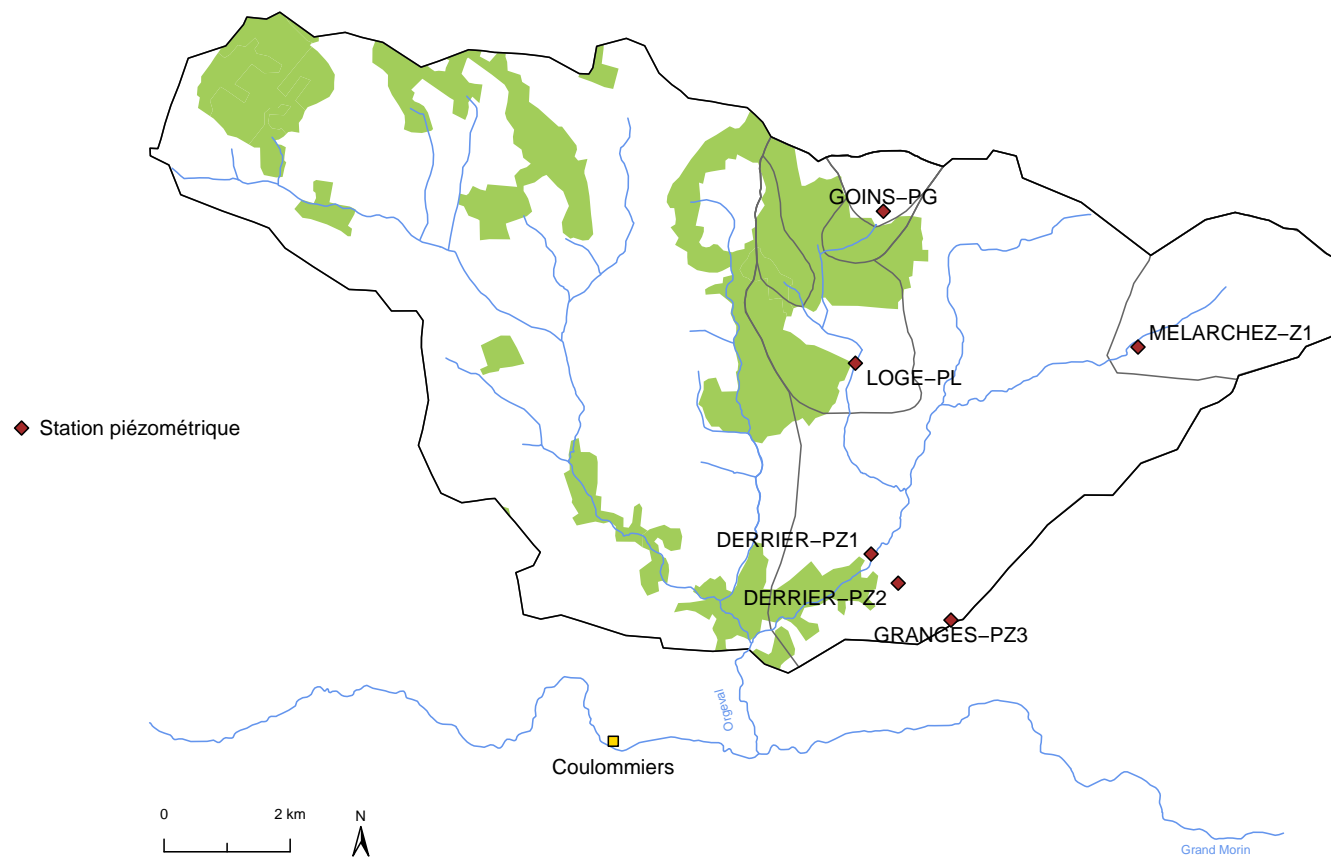 GOINS−PG
MELARCHEZ−Z1
LOGE−PL
Station piézométrique
DERRIER−PZ1
DERRIER−PZ2
GRANGES−PZ3
Orgeval
Coulommiers
0 2 km
N
Grand Morin